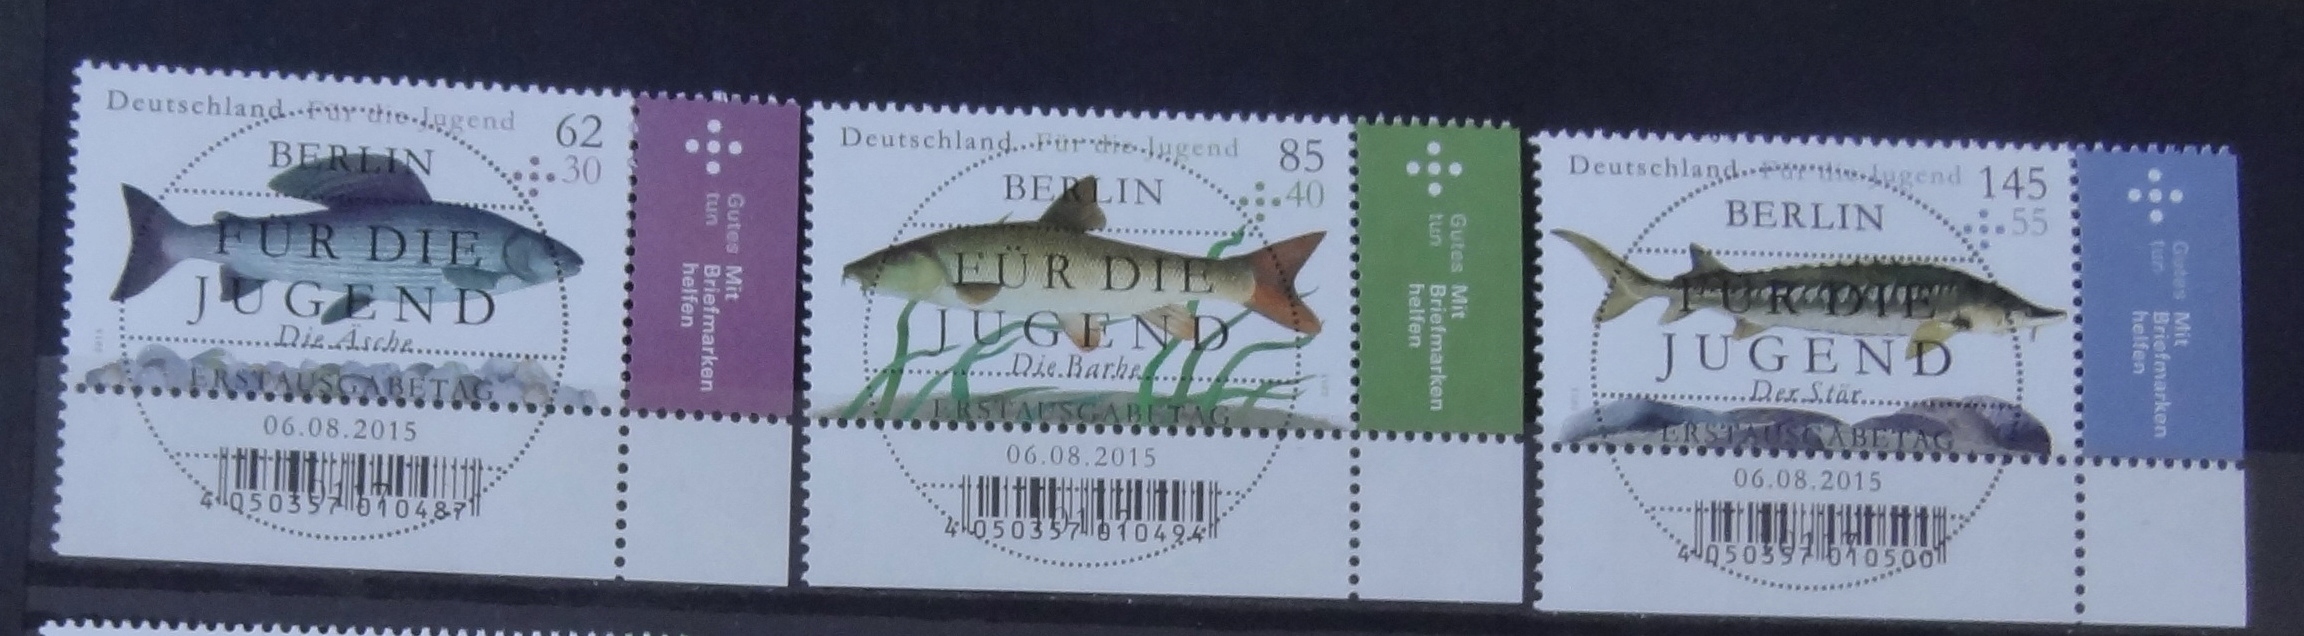 Deutschland Für die Jugend
62
30
BERLIN
FÜR DIE
JUGEND
Die Äsche
ERSTAUSGABETAG
06.08.2015
4 050357 010487
Gutes tun
Mit Briefmarken helfen
Deutschland Für die Jugend
85
40
BERLIN
FÜR DIE
JUGEND
Die Barbe
ERSTAUSGABETAG
06.08.2015
4 050357 010494
Gutes tun
Mit Briefmarken helfen
Deutschland Für die Jugend
145
55
BERLIN
FÜR DIE
JUGEND
Der Stör
ERSTAUSGABETAG
06.08.2015
4 050357 010500
Gutes tun
Mit Briefmarken helfen